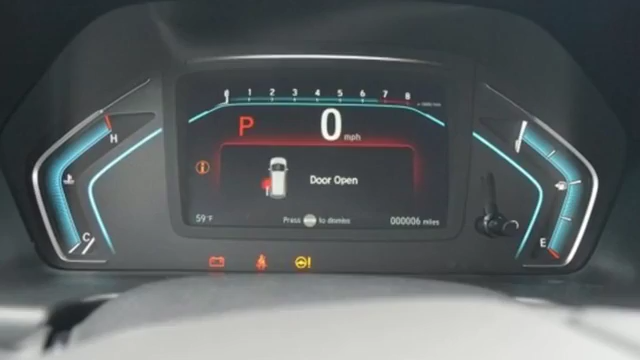 0 1 2 3 4 5 6 7 8
H
P 0 mph
Door Open
59°F Press to dismiss 000006 miles
C
E